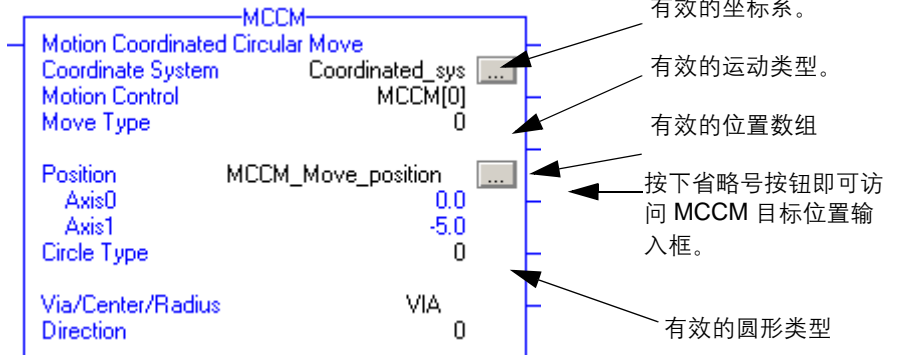 MCCM
Motion Coordinated Circular Move
Coordinate System Coordinated_sys ...
Motion Control MCCM[0]
Move Type 0
Position MCCM_Move_position ...
Axis0 0.0
Axis1 -5.0
Circle Type 0
Via/Center/Radius VIA
Direction 0
有效的坐标系。
有效的运动类型。
有效的位置数组
按下省略号按钮即可访
问 MCCM 目标位置输
入框。
有效的圆形类型